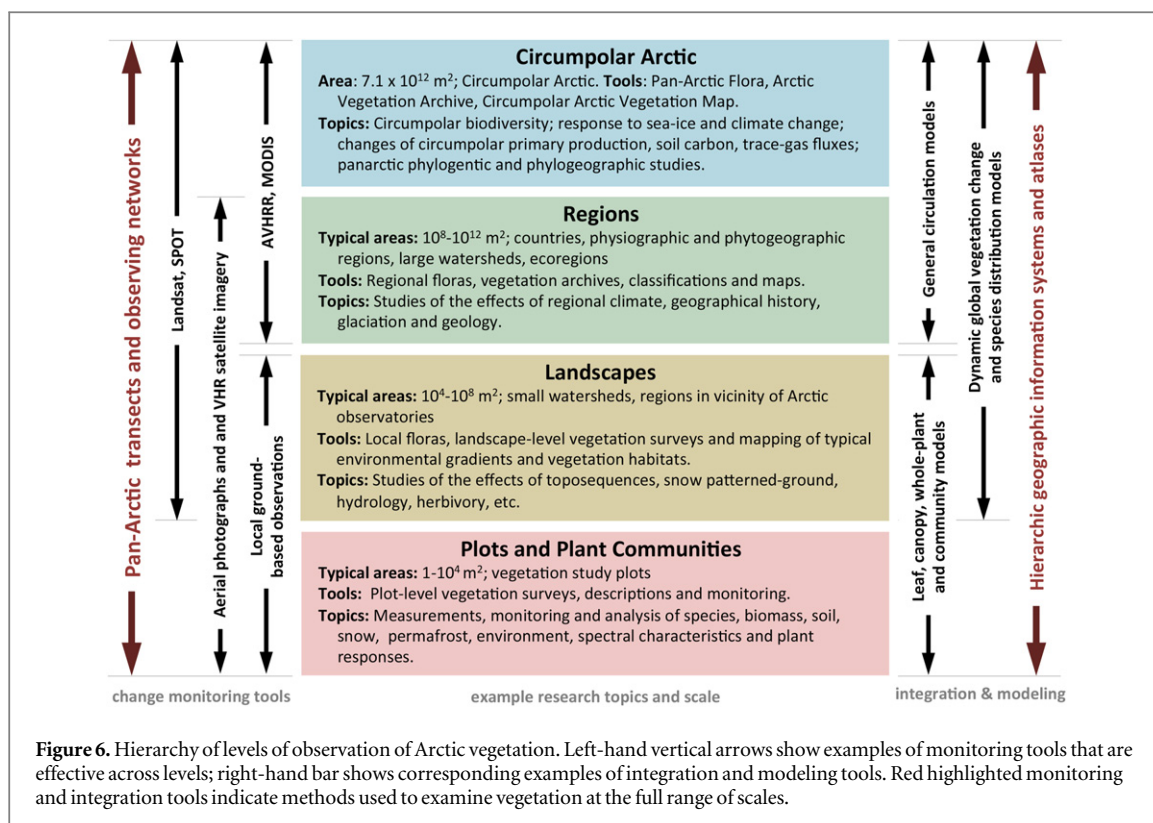 Pan-Arctic transects and observing networks
Landsat, SPOT
Aerial photographs and and VHR satellite imagery
AVHRR, MODIS
Local ground-
based observations
change monitoring tools
Circumpolar Arctic
Area: 7.1 x 10¹² m²; Circumpolar Arctic. Tools: Pan-Arctic Flora, Arctic
Vegetation Archive, Circumpolar Arctic Vegetation Map.
Topics: Circumpolar biodiversity; response to sea-ice and climate change;
changes of circumpolar primary production, soil carbon, trace-gas fluxes;
panarctic phylogentic and phylogeographic studies.
Regions
Typical areas: 10⁸-10¹² m²; countries, physiographic and phytogeographic
regions, large watersheds, ecoregions
Tools: Regional floras, vegetation archives, classifications and maps.
Topics: Studies of the effects of regional climate, geographical history,
glaciation and geology.
Landscapes
Typical areas: 10⁴-10⁸ m²; small watersheds, regions in vicinity of Arctic
observatories
Tools: Local floras, landscape-level vegetation surveys and mapping of typical
environmental gradients and vegetation habitats.
Topics: Studies of the effects of toposequences, snow patterned-ground,
hydrology, herbivory, etc.
Plots and Plant Communities
Typical areas: 1-10⁴ m²; vegetation study plots
Tools: Plot-level vegetation surveys, descriptions and monitoring.
Topics: Measurements, monitoring and analysis of species, biomass, soil,
snow, permafrost, environment, spectral characteristics and plant
responses.
example research topics and scale
General circulation models
Leaf, canopy, whole-plant
and community models
Dynamic global vegetation change
and species distribution models
Hierarchic geographic information systems and atlases
integration & modeling
Figure 6. Hierarchy of levels of observation of Arctic vegetation. Left-hand vertical arrows show examples of monitoring tools that are
effective across levels; right-hand bar shows corresponding examples of integration and modeling tools. Red highlighted monitoring
and integration tools indicate methods used to examine vegetation at the full range of scales.